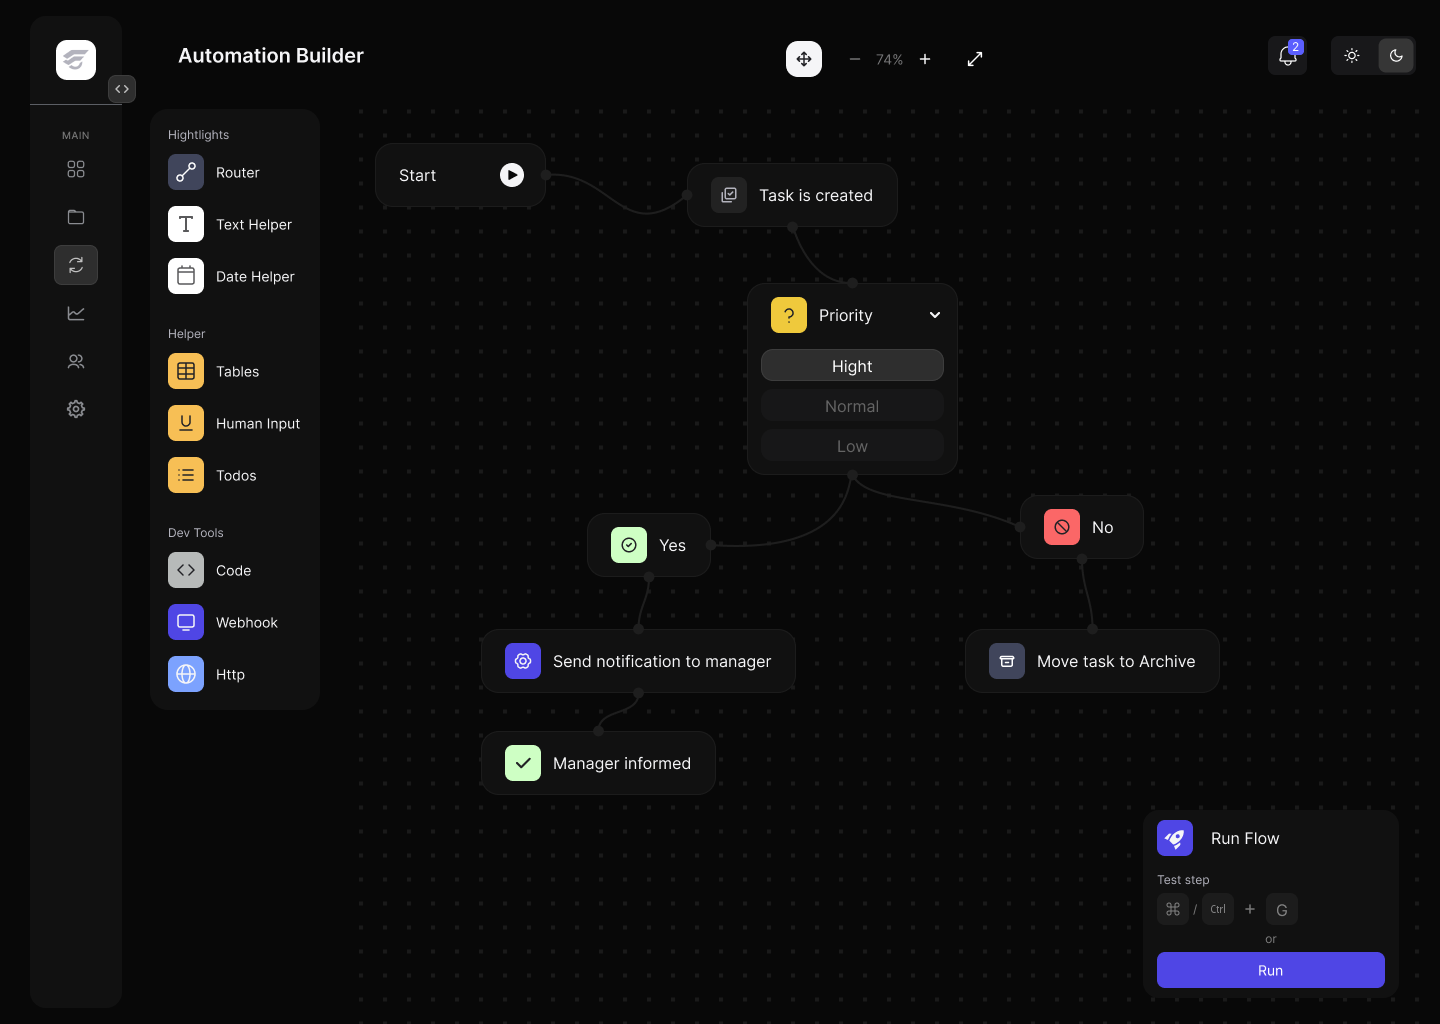 Automation Builder
74%
2
MAIN
Hightlights
Router
Text Helper
Date Helper
Helper
Tables
Human Input
Todos
Dev Tools
Code
Webhook
Http
Start
Task is created
Priority
Hight
Normal
Low
Yes
No
Send notification to manager
Move task to Archive
Manager informed
Run Flow
Test step
⌘ / Ctrl + G
or
Run